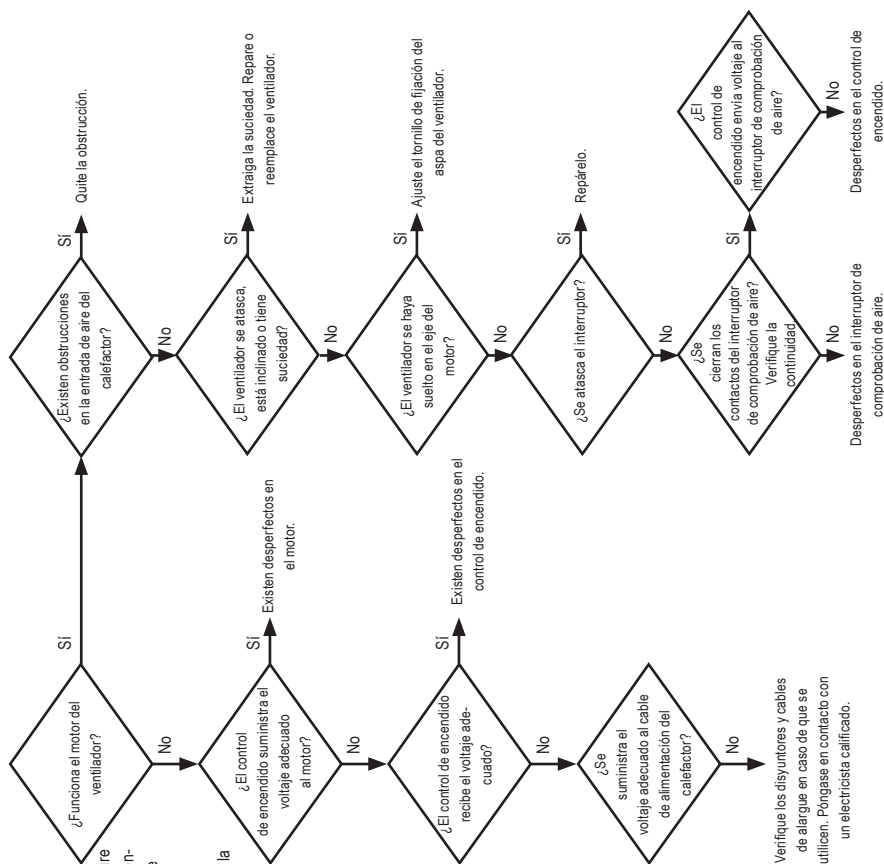 ¿Funciona el motor del
ventilador?
Sí
No
¿El control
de encendido suministra el
voltaje adecuado
al motor?
Sí
Existen desperfectos en
el motor.
No
¿El control de encendido
recibe el voltaje ade-
cuado?
Sí
Existen desperfectos en el
control de encendido.
No
¿Se
suministra el
voltaje adecuado al cable
de alimentación del
calefactor?
No
Verifique los disyuntores y cables
de alargue en caso de que se
utilicen. Póngase en contacto con
un electricista calificado.
¿Existen obstrucciones
en la entrada de aire del
calefactor?
Sí
Quite la obstrucción.
No
¿El ventilador se atasca,
está inclinado o tiene
suciedad?
Sí
Extraiga la suciedad. Repare o
reemplace el ventilador.
No
¿El ventilador se haya
suelto en el eje del
motor?
Sí
Ajuste el tornillo de fijación del
aspa del ventilador.
No
¿Se atasca el interruptor?
Sí
Repárelo.
No
¿Se
cierran los
contactos del interruptor
de comprobación de aire?
Verifique la
continuidad
Sí
No
Desperfectos en el interruptor de
comprobación de aire.
¿El
control de
encendido envía voltaje al
interruptor de comprobación
de aire?
No
Desperfectos en el control de
encendido.
la